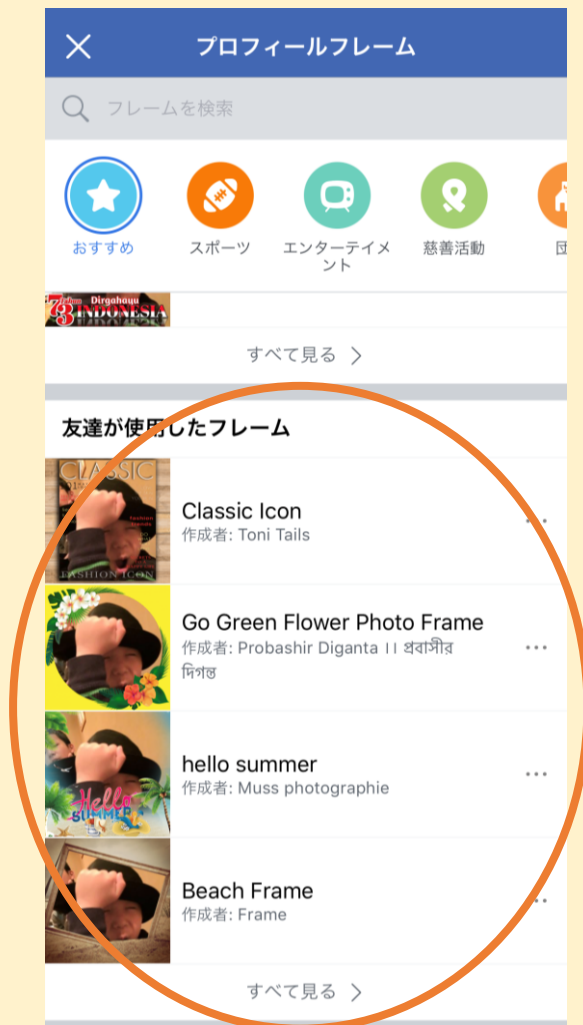 プロフィールフレーム
フレームを検索
おすすめ
スポーツ
エンターテイメ
ント
慈善活動
団
Dirgahayu
73 INDONESIA
すべて見る
友達が使用したフレーム
CLASSIC
FASHION ICON
Classic Icon
作成者: Toni Tails
Go Green Flower Photo Frame
作成者: Probashir Diganta ।। প্রবাসীর
দিগন্ত
Hello
SUMMER
hello summer
作成者: Muss photographie
Beach Frame
作成者: Frame
すべて見る